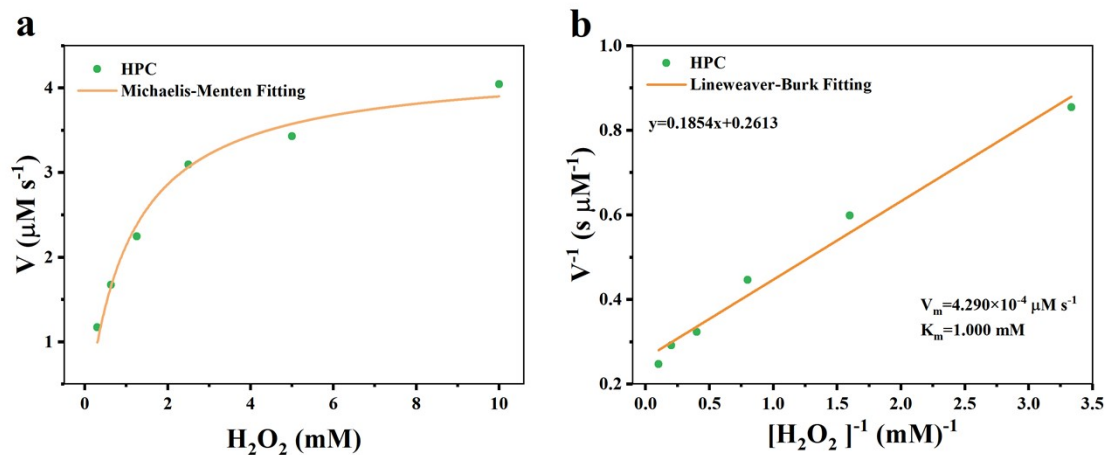 a
HPC
Michaelis-Menten Fitting
V (μM s⁻¹)
4
3
2
1
0 2 4 6 8 10
H₂O₂ (mM)
b
HPC
Lineweaver-Burk Fitting
y=0.1854x+0.2613
V⁻¹ (s μM⁻¹)
1.0
0.8
0.6
0.4
0.2
Vₘ=4.290×10⁻⁴ μM s⁻¹
Kₘ=1.000 mM
0.0 0.5 1.0 1.5 2.0 2.5 3.0 3.5
[H₂O₂ ]⁻¹ (mM)⁻¹